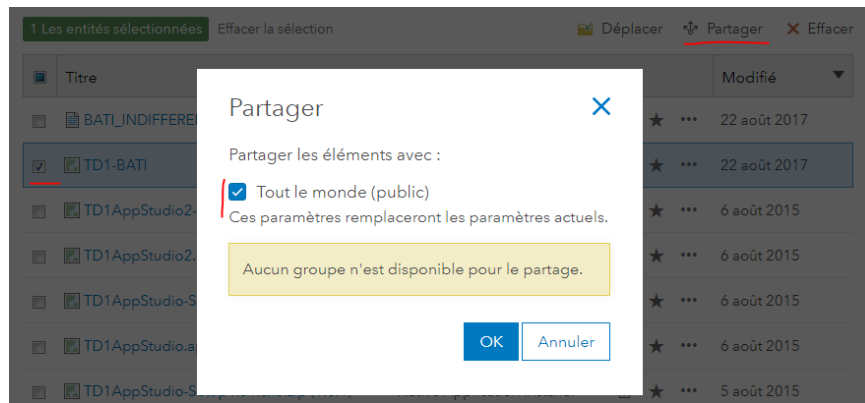 1 Les entités sélectionnées Effacer la sélection Déplacer Partager Effacer
Titre Modifié
BATI_INDIFFERE 22 août 2017
Partager
Partager les éléments avec :
TD1-BATI 22 août 2017
Tout le monde (public)
TD1AppStudio2- 6 août 2015
Ces paramètres remplaceront les paramètres actuels.
TD1AppStudio2. 6 août 2015
Aucun groupe n'est disponible pour le partage.
TD1AppStudio-S 6 août 2015
TD1AppStudio.a 6 août 2015
OK Annuler
TD1AppStudio-S 5 août 2015